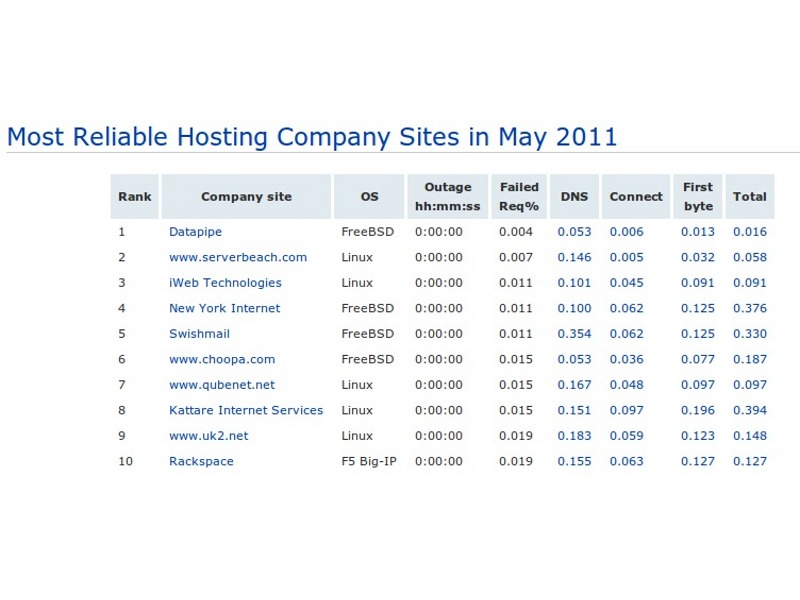 Most Reliable Hosting Company Sites in May 2011
Rank Company site OS Outage hh:mm:ss Failed Req% DNS Connect First byte Total
1 Datapipe FreeBSD 0:00:00 0.004 0.053 0.006 0.013 0.016
2 www.serverbeach.com Linux 0:00:00 0.007 0.146 0.005 0.032 0.058
3 iWeb Technologies Linux 0:00:00 0.011 0.101 0.045 0.091 0.091
4 New York Internet FreeBSD 0:00:00 0.011 0.100 0.062 0.125 0.376
5 Swishmail FreeBSD 0:00:00 0.011 0.354 0.062 0.125 0.330
6 www.choopa.com FreeBSD 0:00:00 0.015 0.053 0.036 0.077 0.187
7 www.qubenet.net Linux 0:00:00 0.015 0.167 0.048 0.097 0.097
8 Kattare Internet Services Linux 0:00:00 0.015 0.151 0.097 0.196 0.394
9 www.uk2.net Linux 0:00:00 0.019 0.183 0.059 0.123 0.148
10 Rackspace F5 Big-IP 0:00:00 0.019 0.155 0.063 0.127 0.127